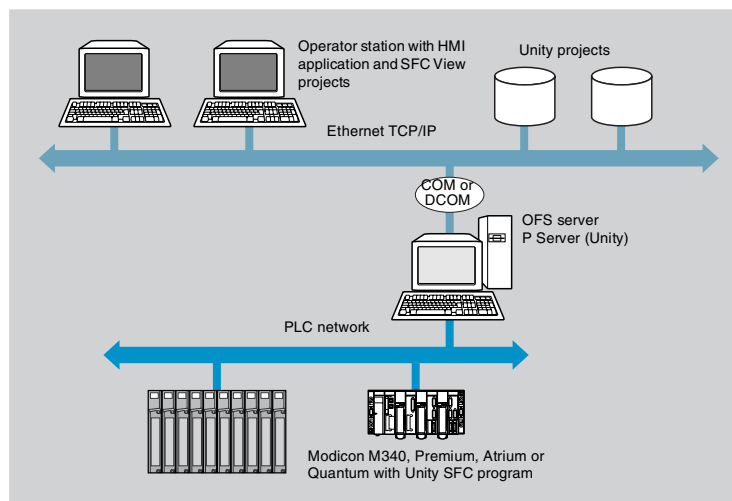 Operator station with HMI
application and SFC View
projects
Unity projects
Ethernet TCP/IP
COM or
DCOM
OFS server
P Server (Unity)
PLC network
Modicon M340, Premium, Atrium or
Quantum with Unity SFC program